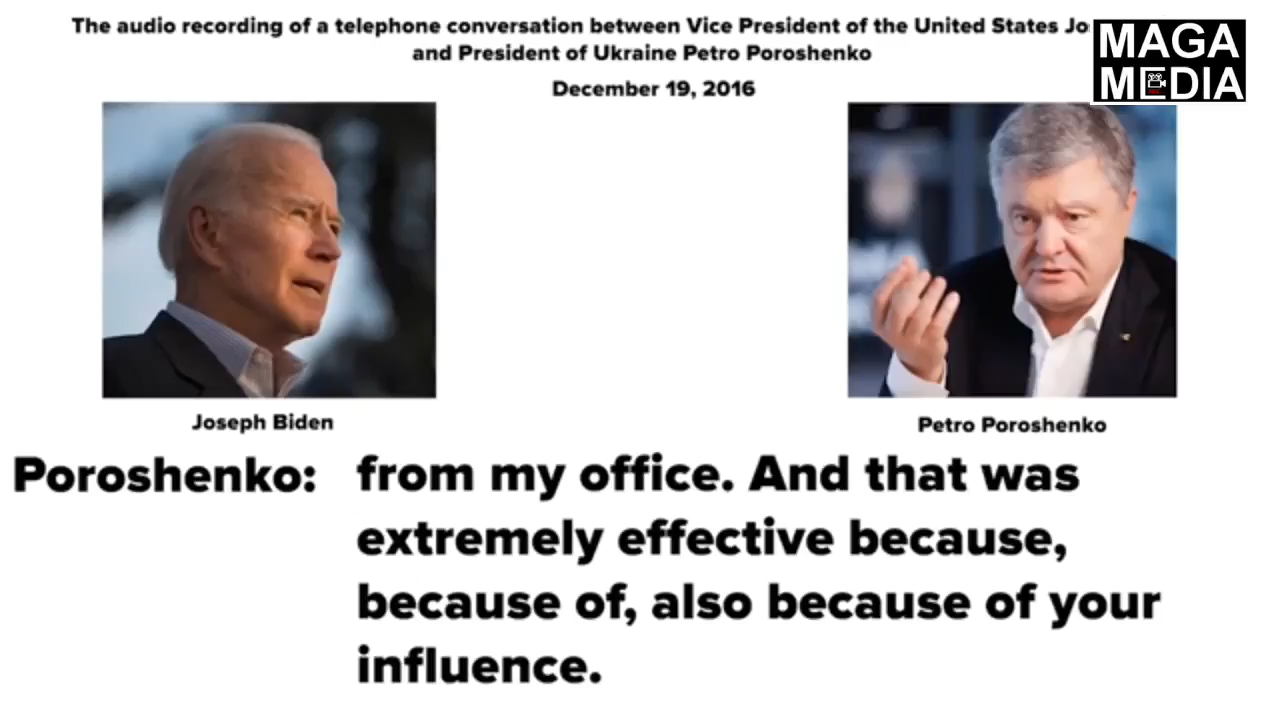 The audio recording of a telephone conversation between Vice President of the United States
and President of Ukraine Petro Poroshenko
December 19, 2016
MAGA
MEDIA
Joseph Biden
Petro Poroshenko
Poroshenko: from my office. And that was
extremely effective because,
because of, also because of your
influence.